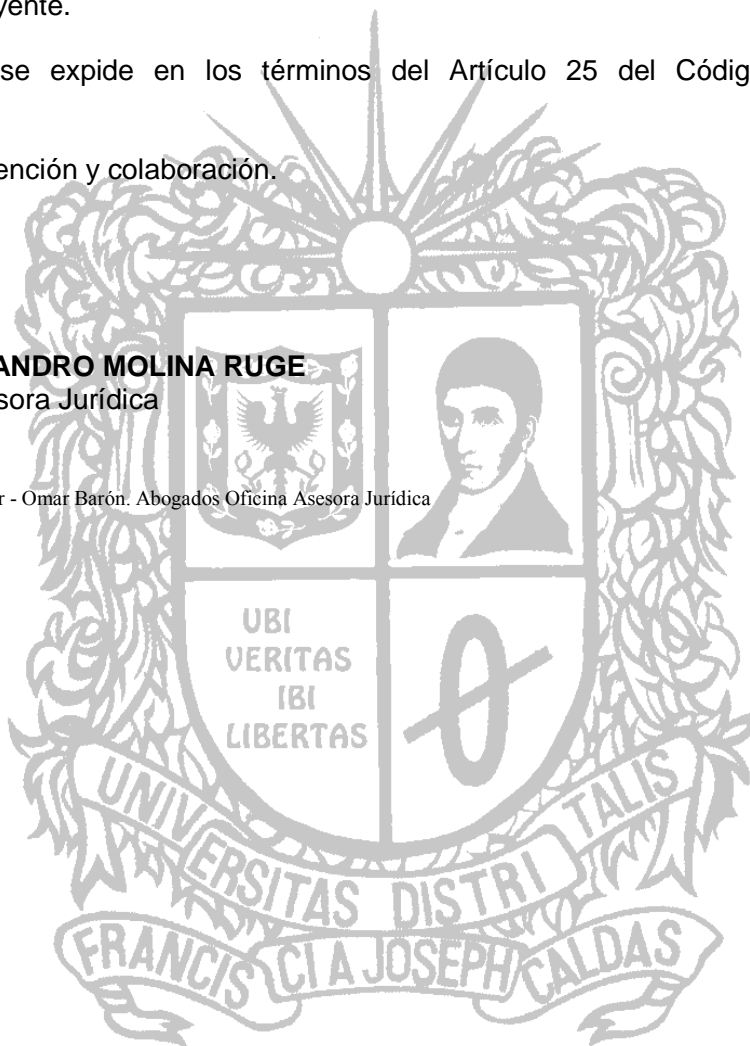 yente.
se expide en los términos del Artículo 25 del Códig
ención y colaboración.
ANDRO MOLINA RUGE
sora Jurídica
r - Omar Barón. Abogados Oficina Asesora Jurídica
UBI
VERITAS
IBI
LIBERTAS
UNIVERSITAS DISTRITALIS
FRANCISCI A JOSEPH CALDAS